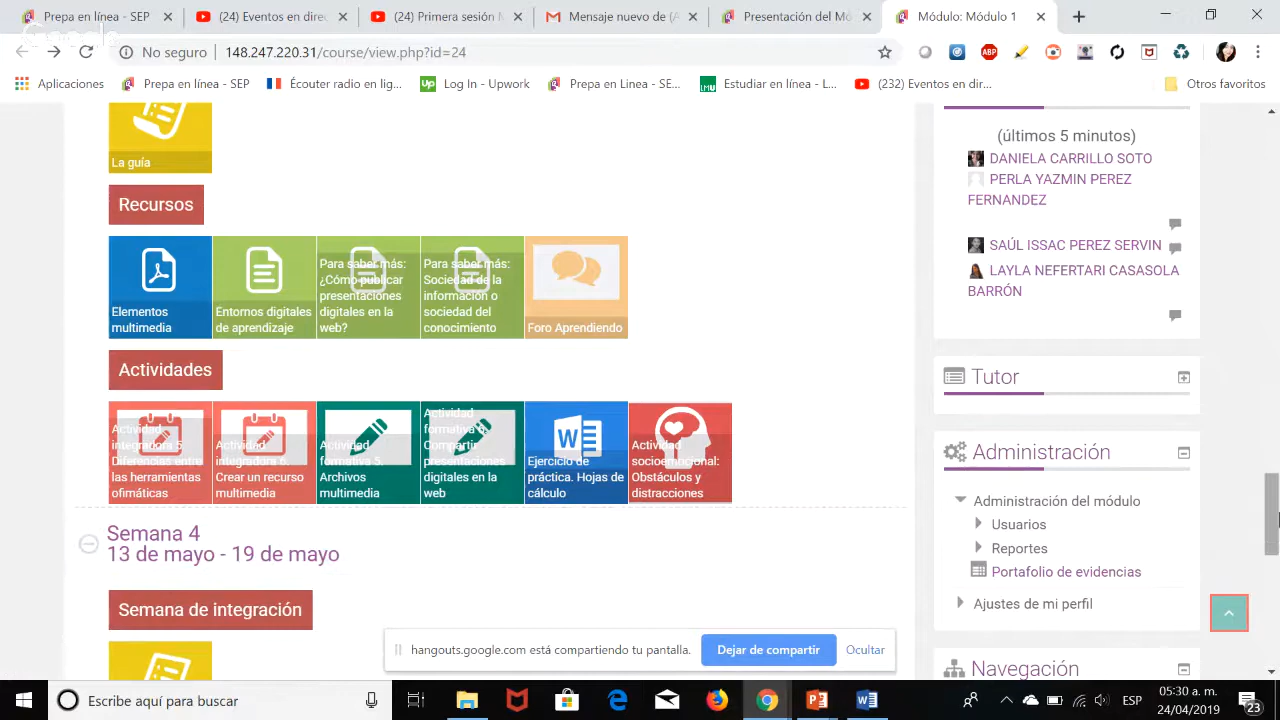 Eventos d
(24) Primera sesión
Mensaje nuevo de (A
Presentación del Mó
Módulo: Módulo 1
No seguro
148.247.220.31/course/view.php?id=24
Aplicaciones
Prepa en línea - SEP
Écouter radio en lig...
Log In - Upwork
Prepa en Linea - SE...
Estudiar en línea - L...
(232) Eventos en dir...
Otros favoritos
La guía
Recursos
Elementos
multimedia
Entornos digitales
de aprendizaje
Para saber más:
¿Cómo publicar
presentaciones
digitales en la
web?
Para saber más:
Sociedad de la
información o
sociedad del
conocimiento
Foro Aprendiendo
Actividades
Actividad
integradora 5
Diferencias entre
las herramientas
ofimáticas
Actividad
integradora 6.
Crear un recurso
multimedia
Actividad
formativa 5.
Archivos
multimedia
Actividad
formativa 6.
Compartir
presentaciones
digitales en la
web
Ejercicio de
práctica. Hojas de
cálculo
Actividad
socioemocional:
Obstáculos y
distracciones
Semana 4
13 de mayo - 19 de mayo
Semana de integración
(últimos 5 minutos)
DANIELA CARRILLO SOTO
PERLA YAZMIN PEREZ
FERNANDEZ
SAÚL ISSAC PEREZ SERVIN
LAYLA NEFERTARI CASASOLA
BARRÓN
Tutor
Administración
Administración del módulo
Usuarios
Reportes
Portafolio de evidencias
Ajustes de mi perfil
Navegación
hangouts.google.com está compartiendo tu pantalla.
Dejar de compartir
Ocultar
Escribe aquí para buscar
ESP
05:30 a. m.
24/04/2019
23